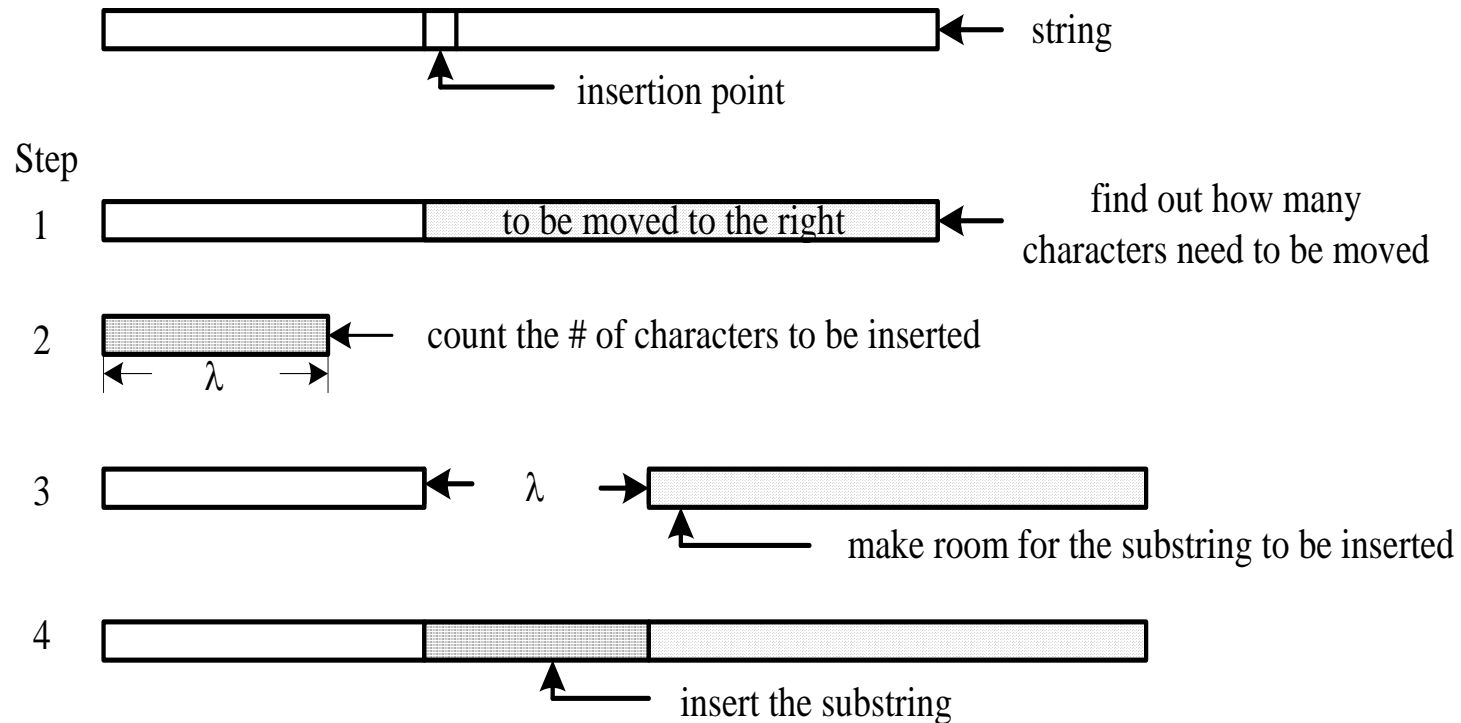 string
insertion point
Step
1
to be moved to the right
find out how many
characters need to be moved
2
count the # of characters to be inserted
λ
3
λ
make room for the substring to be inserted
4
insert the substring